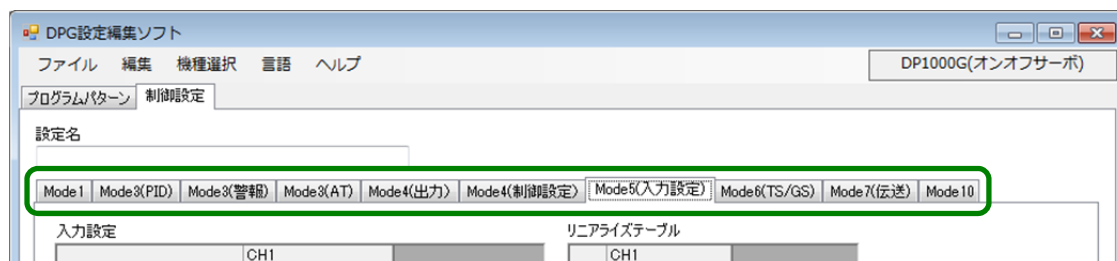 DPG設定編集ソフト
ファイル 編集 機種選択 言語 ヘルプ DP1000G(オンオフサーボ)
プログラムパターン 制御設定
設定名
Mode1 Mode3(PID) Mode3(警報) Mode3(AT) Mode4(出力) Mode4(制御設定) Mode5(入力設定) Mode6(TS/GS) Mode7(伝送) Mode10
入力設定 リニアライズテーブル
CH1 CH1